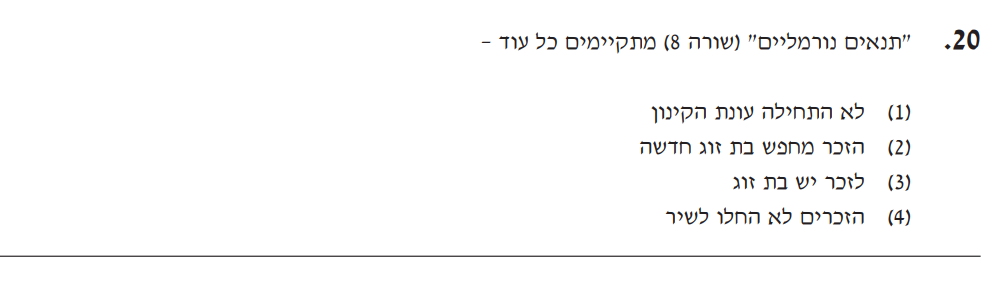 20. "תנאים נורמליים" (שורה 8) מתקיימים כל עוד –
(1) לא התחילה עונת הקינון
(2) הזכר מחפש בת זוג חדשה
(3) לזכר יש בת זוג
(4) הזכרים לא החלו לשיר